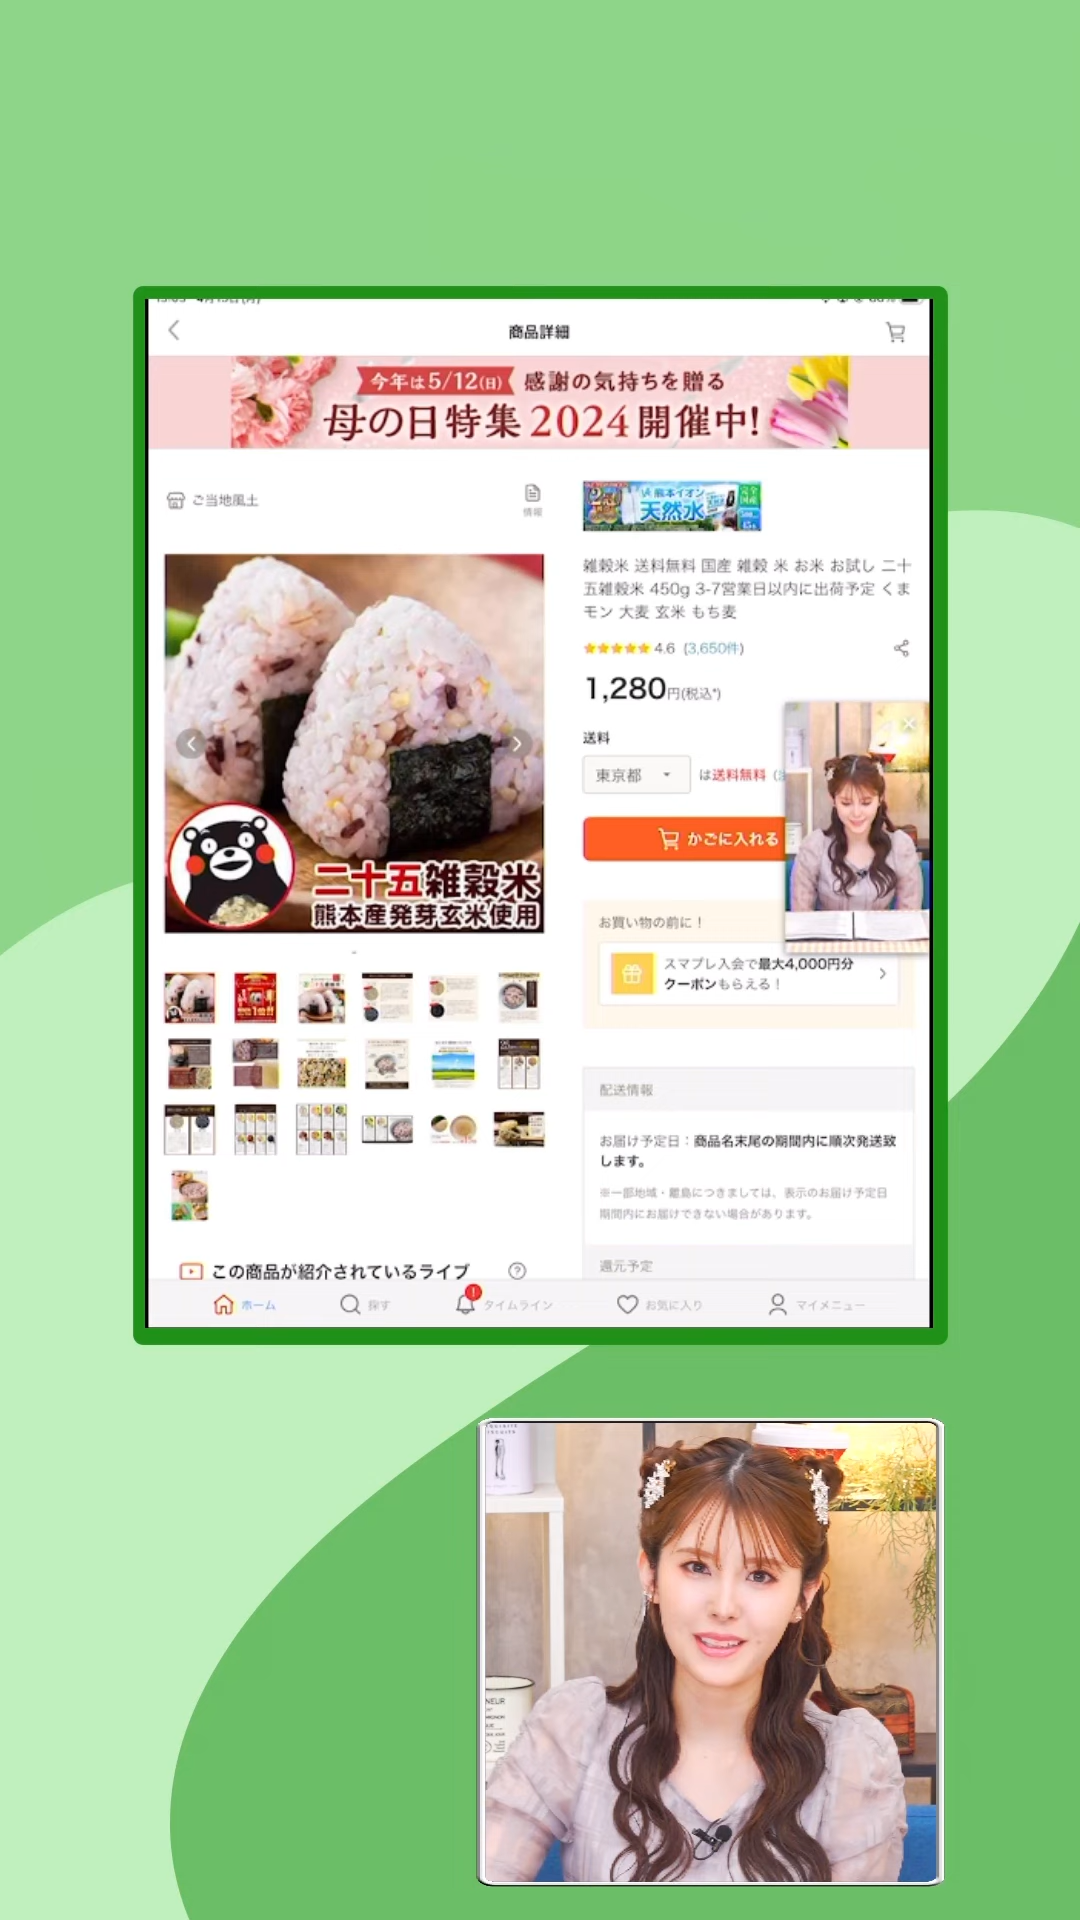 商品詳細
今年は5/12(日) 感謝の気持ちを贈る
母の日特集2024開催中!
ご当地風土
情報
熊本イオン
天然水
雑穀米 送料無料 国産 雑穀 米 お米 お試し 二十
五雑穀米 450g 3-7営業日以内に出荷予定 くま
モン 大麦 玄米 もち麦
4.6 (3,650件)
1,280円(税込*)
送料
東京都 は送料無料
かごに入れる
二十五雑穀米
熊本産発芽玄米使用
お買い物の前に!
スマプレ入会で最大4,000円分
クーポンもらえる!
配送情報
お届け予定日:商品名末尾の期間内に順次発送致
します。
※一部地域・離島につきましては、表示のお届け予定日
期間内にお届けできない場合があります。
還元予定
この商品が紹介されているライブ ?
ホーム
探す
!
タイムライン
お気に入り
マイメニュー